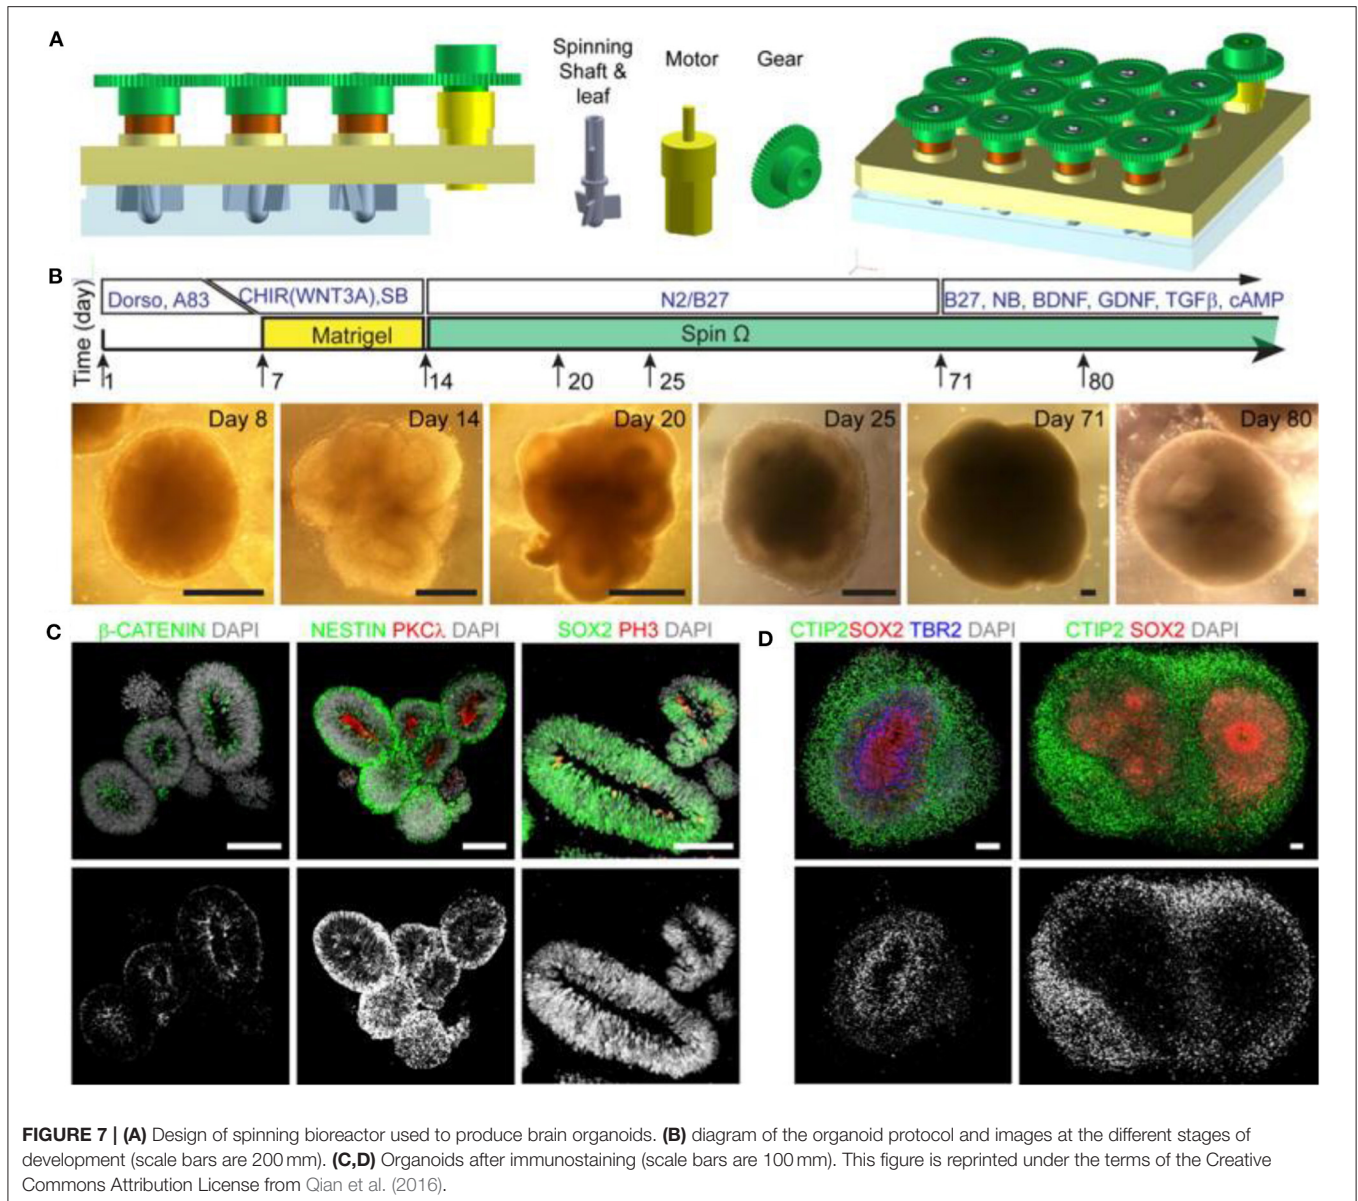 A
Spinning
Shaft &
leaf
Motor
Gear
B
Time (day)
Dorso, A83
CHIR(WNT3A),SB
N2/B27
B27, NB, BDNF, GDNF, TGFβ, cAMP
Matrigel
Spin Ω
1
7
14
20
25
71
80
Day 8
Day 14
Day 20
Day 25
Day 71
Day 80
C
β-CATENIN DAPI
NESTIN PKCλ DAPI
SOX2 PH3 DAPI
D
CTIP2SOX2 TBR2 DAPI
CTIP2 SOX2 DAPI
FIGURE 7 | (A) Design of spinning bioreactor used to produce brain organoids. (B) diagram of the organoid protocol and images at the different stages of
development (scale bars are 200 mm). (C,D) Organoids after immunostaining (scale bars are 100 mm). This figure is reprinted under the terms of the Creative
Commons Attribution License from Qian et al. (2016).